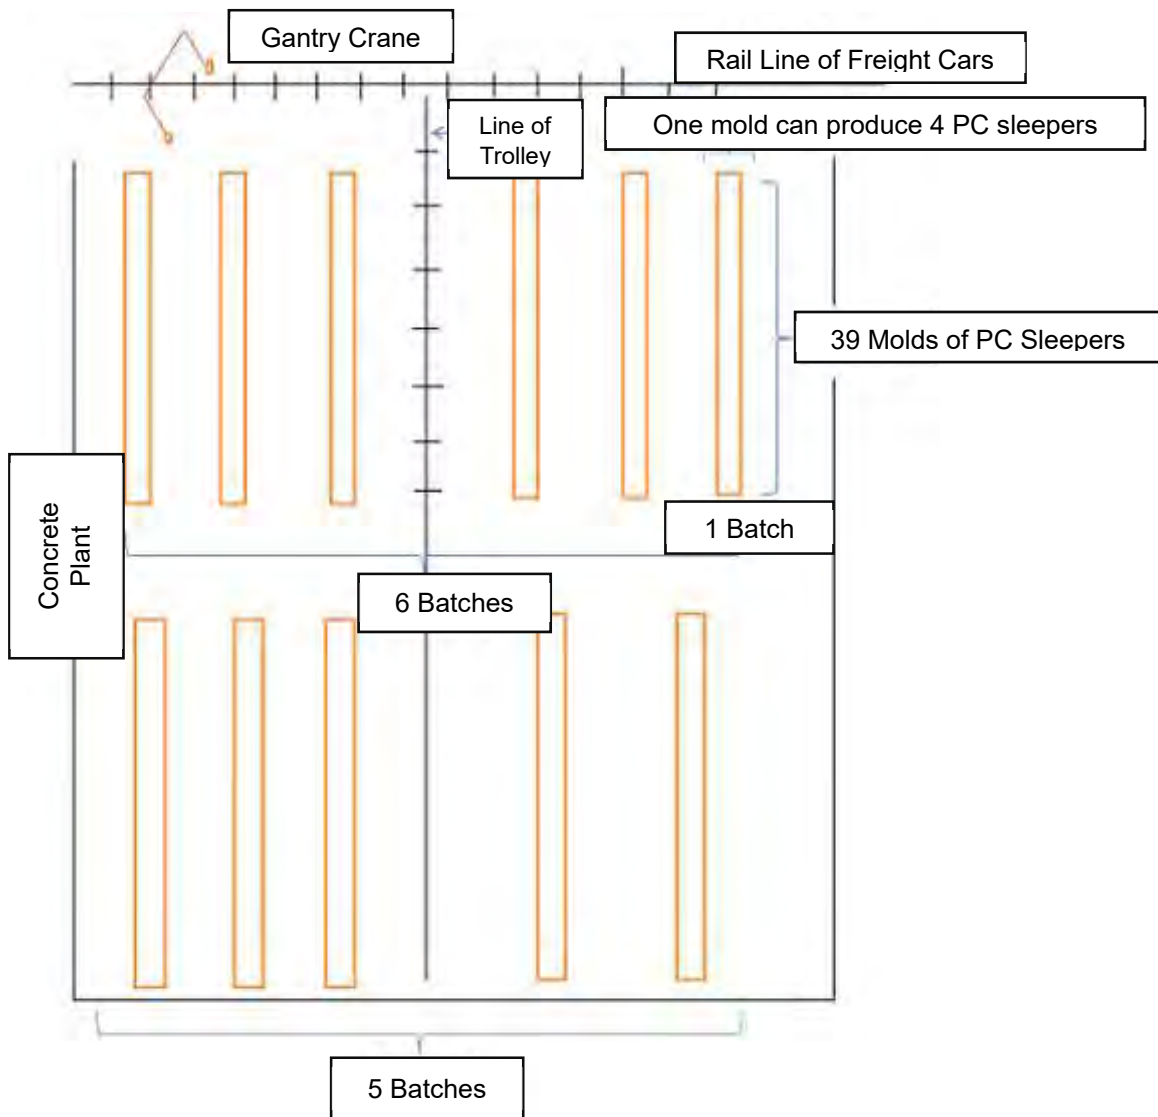 Gantry Crane
Rail Line of Freight Cars
Line of
Trolley
One mold can produce 4 PC sleepers
39 Molds of PC Sleepers
1 Batch
Concrete
Plant
6 Batches
5 Batches